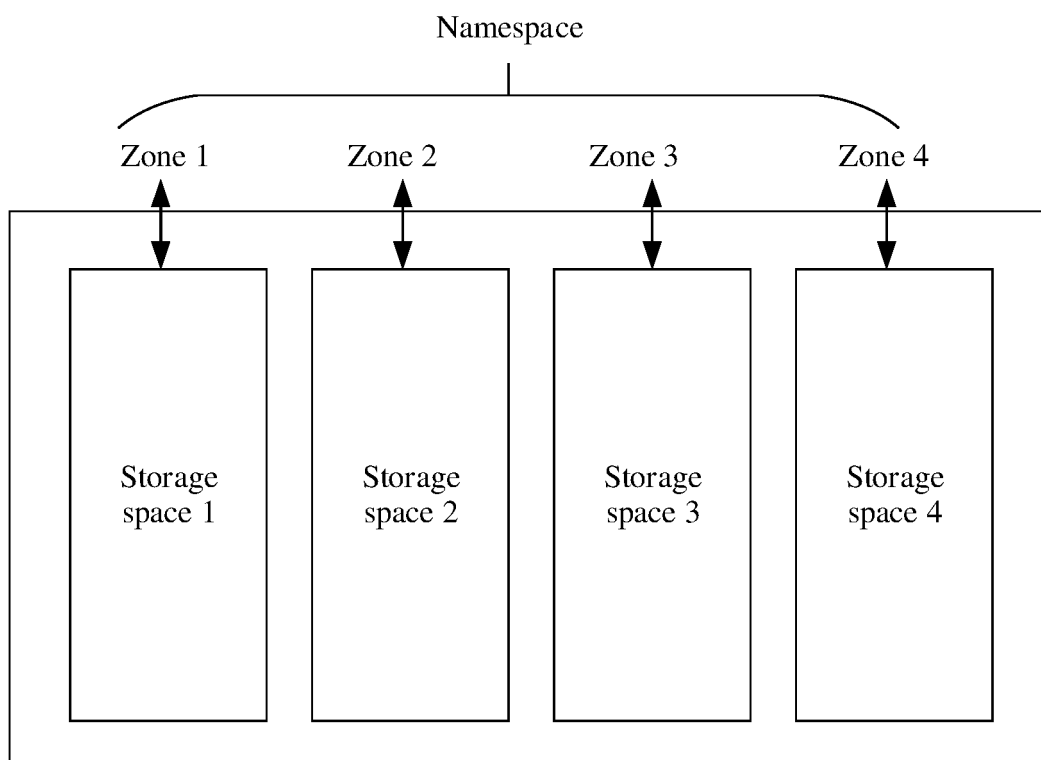 Namespace
Zone 1 Zone 2 Zone 3 Zone 4
Storage space 1
Storage space 2
Storage space 3
Storage space 4